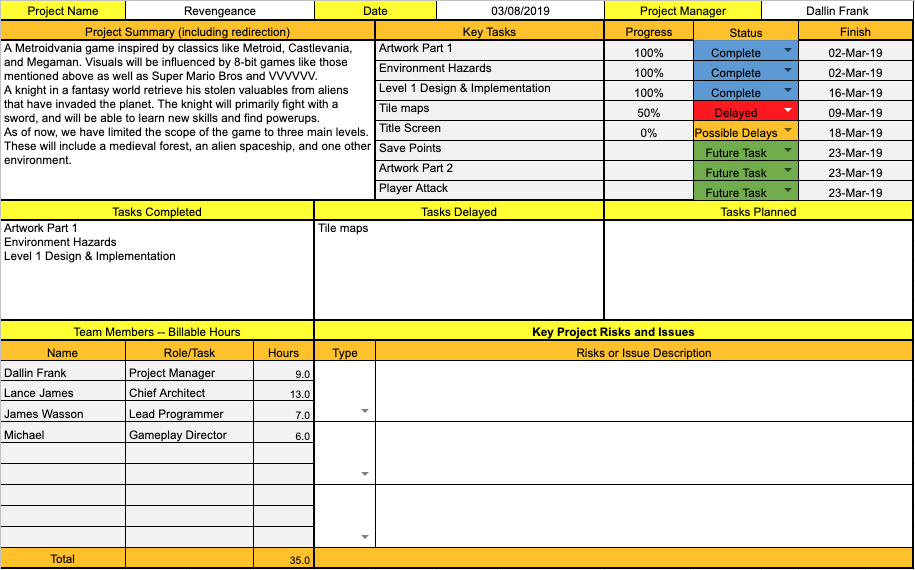 Project Name Revengeance Date 03/08/2019 Project Manager Dallin Frank
Project Summary (including redirection) Key Tasks Progress Status Finish
A Metroidvania game inspired by classics like Metroid, Castlevania,
and Megaman. Visuals will be influenced by 8-bit games like those
mentioned above as well as Super Mario Bros and VVVVVV.
A knight in a fantasy world retrieve his stolen valuables from aliens
that have invaded the planet. The knight will primarily fight with a
sword, and will be able to learn new skills and find powerups.
As of now, we have limited the scope of the game to three main levels.
These will include a medieval forest, an alien spaceship, and one other
environment.
Artwork Part 1 100% Complete 02-Mar-19
Environment Hazards 100% Complete 02-Mar-19
Level 1 Design & Implementation 100% Complete 16-Mar-19
Tile maps 50% Delayed 09-Mar-19
Title Screen 0% Possible Delays 18-Mar-19
Save Points Future Task 23-Mar-19
Artwork Part 2 Future Task 23-Mar-19
Player Attack Future Task 23-Mar-19
Tasks Completed Tasks Delayed Tasks Planned
Artwork Part 1 Tile maps
Environment Hazards
Level 1 Design & Implementation
Team Members -- Billable Hours Key Project Risks and Issues
Name Role/Task Hours Type Risks or Issue Description
Dallin Frank Project Manager 9.0
Lance James Chief Architect 13.0
James Wasson Lead Programmer 7.0
Michael Gameplay Director 6.0
Total 35.0